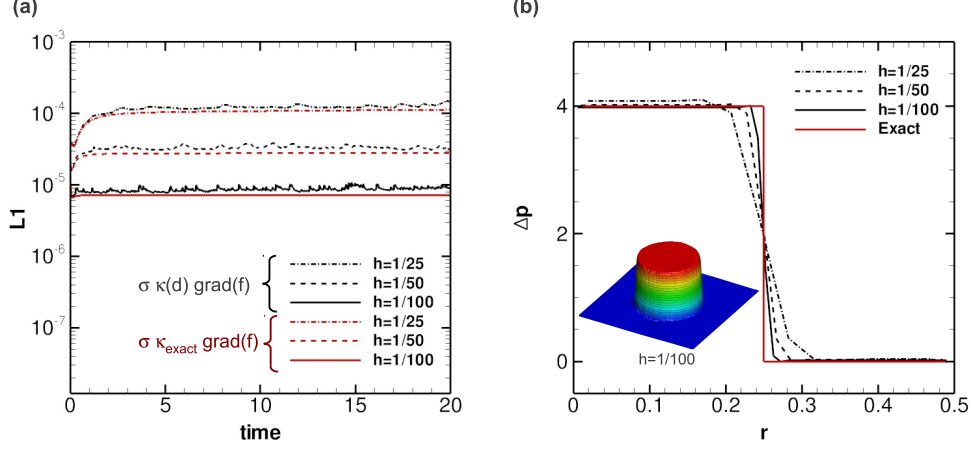 (a)
10^-3
10^-4
10^-5
10^-6
10^-7
L1
σ κ(d) grad(f)
h=1/25
h=1/50
h=1/100
σ κ_exact grad(f)
h=1/25
h=1/50
h=1/100
0 5 10 15 20
time
(b)
h=1/25
h=1/50
h=1/100
Exact
4
2
0
Δp
h=1/100
0 0.1 0.2 0.3 0.4 0.5
r